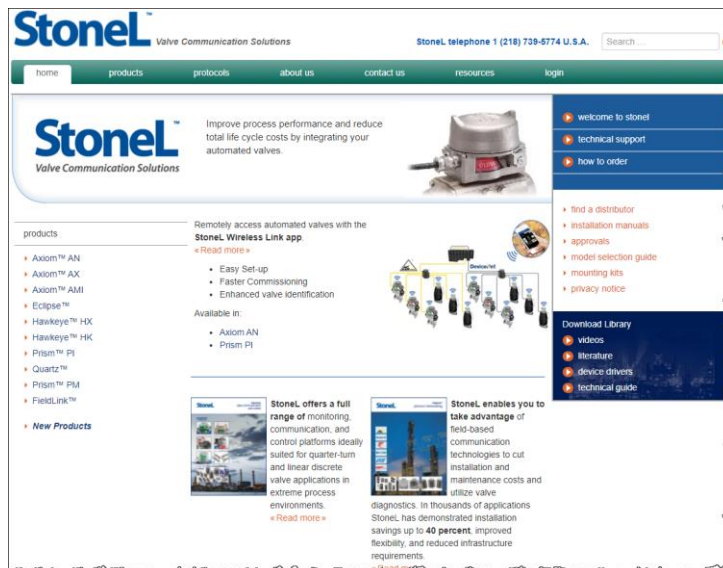 StoneL™ Valve Communication Solutions
StoneL telephone 1 (218) 739-5774 U.S.A.
Search ...
home products protocols about us contact us resources login
StoneL™
Valve Communication Solutions
Improve process performance and reduce
total life cycle costs by integrating your
automated valves.
welcome to stonel
technical support
how to order
find a distributor
installation manuals
approvals
model selection guide
mounting kits
privacy notice
Download Library
videos
literature
device drivers
technical guide
products
Axiom™ AN
Axiom™ AX
Axiom™ AMI
Eclipse™
Hawkeye™ HX
Hawkeye™ HK
Prism™ PI
Quartz™
Prism™ PM
FieldLink™
New Products
Remotely access automated valves with the
StoneL Wireless Link app.
«Read more»
• Easy Set-up
• Faster Commissioning
• Enhanced valve identification
Available in:
• Axiom AN
• Prism PI
DeviceNet
StoneL
StoneL offers a full
range of monitoring,
communication, and
control platforms ideally
suited for quarter-turn
and linear discrete
valve applications in
extreme process
environments.
«Read more»
StoneL
StoneL enables you to
take advantage of
field-based
communication
technologies to cut
installation and
maintenance costs and
utilize valve
diagnostics. In thousands of applications
StoneL has demonstrated installation
savings up to 40 percent, improved
flexibility, and reduced infrastructure
requirements.